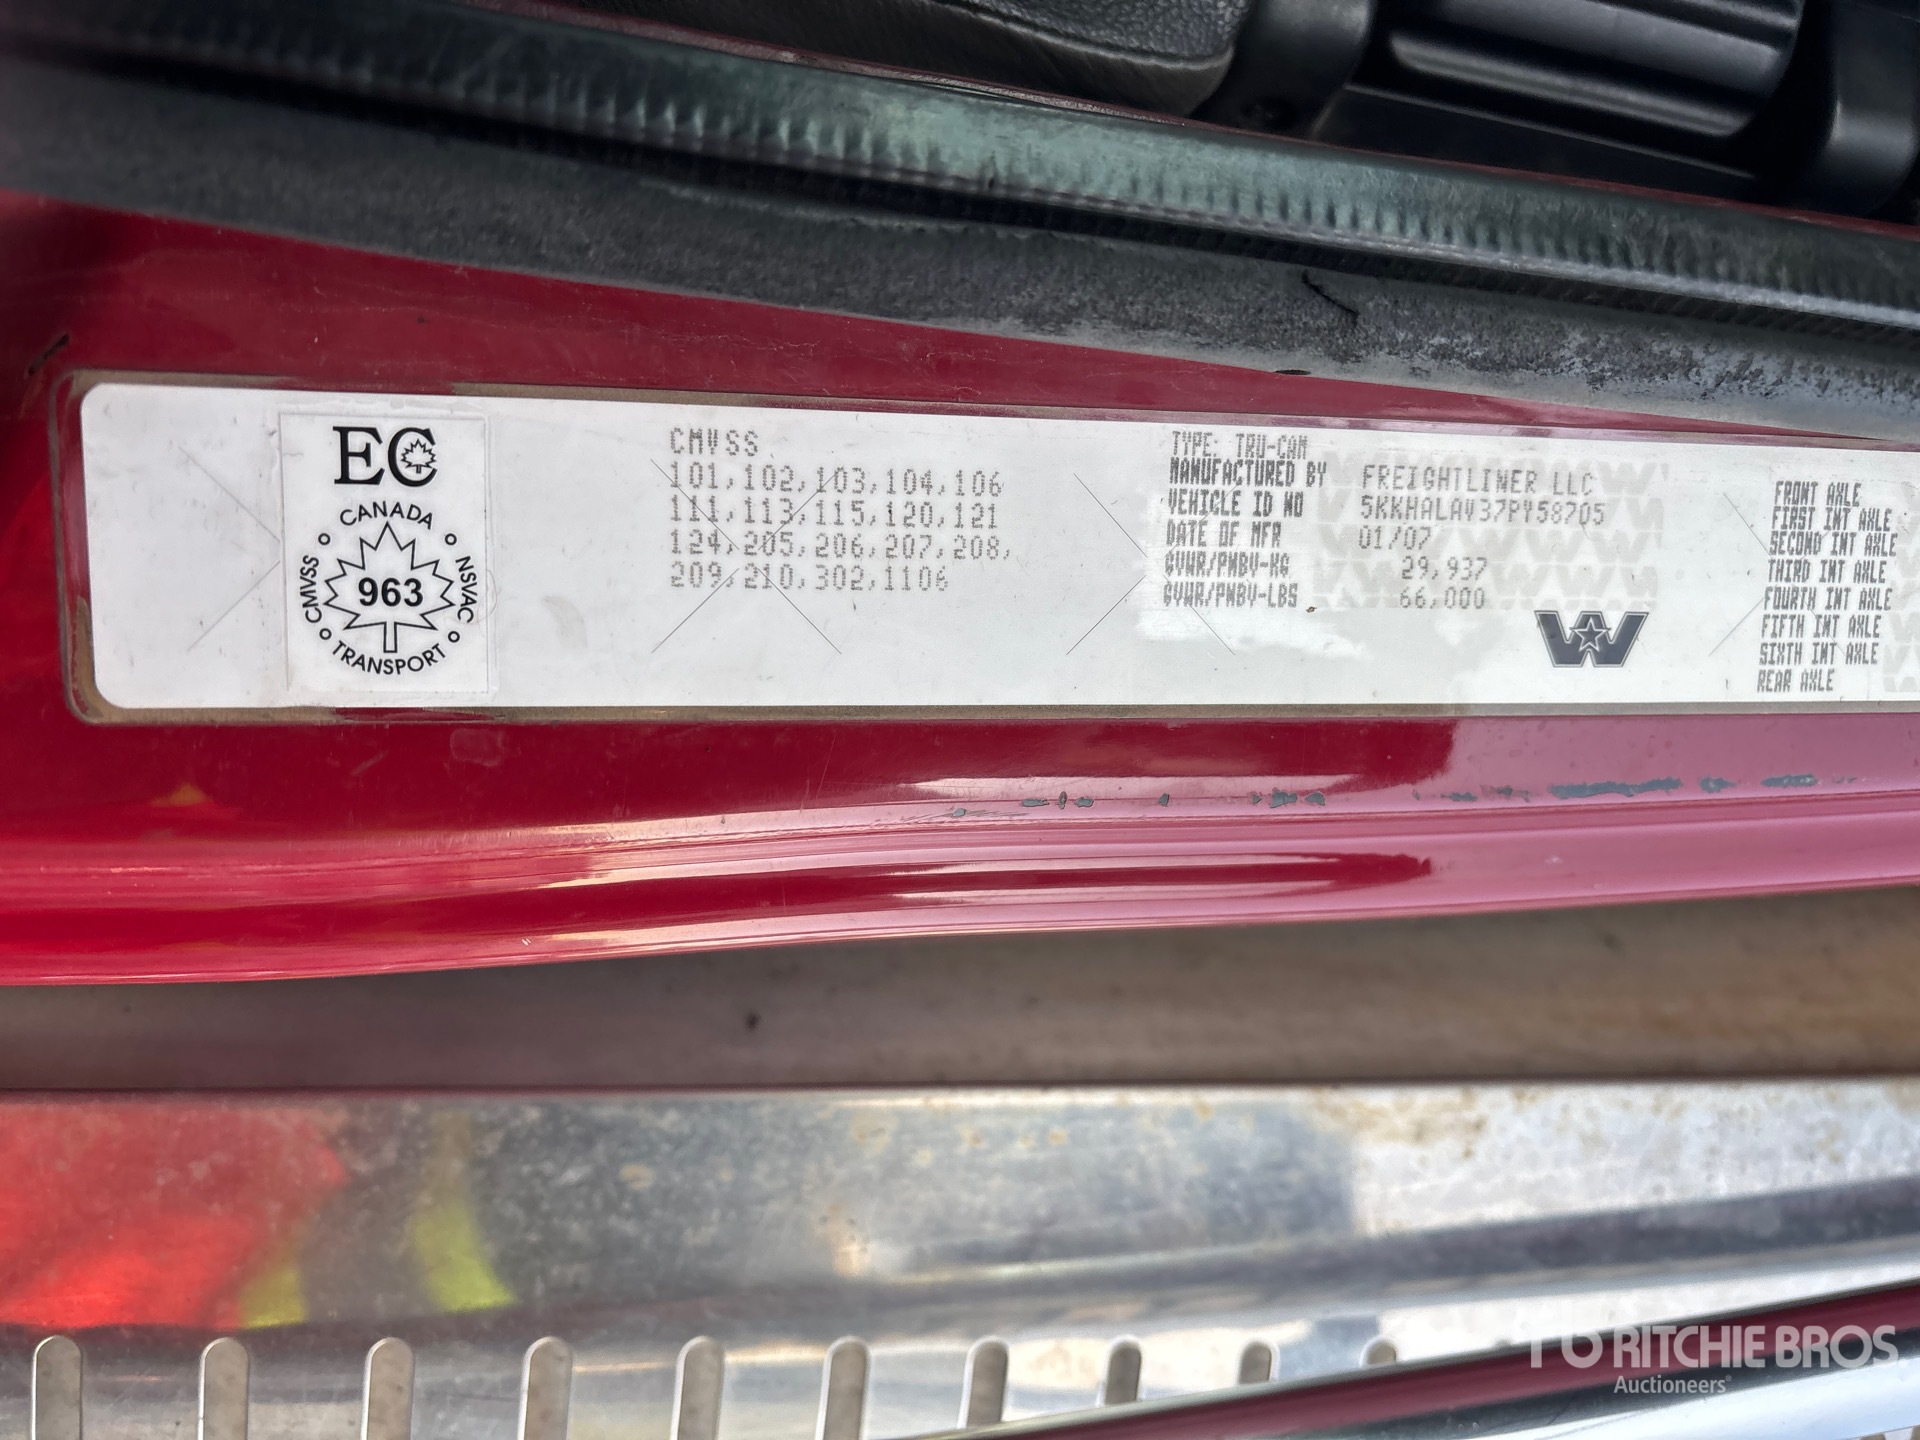 EC
CANADA
CMVSS
NSVAC
963
TRANSPORT
CMVSS
101,102,103,104,106
111,113,115,120,121
124,205,206,207,208,
209,210,302,1106
TYPE: TRU-CAM
MANUFACTURED BY FREIGHTLINER LLC
VEHICLE ID NO 5KKHALAV37PY58705
DATE OF MFR 01/07
GVWR/PNBV-KG 29,937
GVWR/PNBV-LBS 66,000
W
FRONT AXLE
FIRST INT AXLE
SECOND INT AXLE
THIRD INT AXLE
FOURTH INT AXLE
FIFTH INT AXLE
SIXTH INT AXLE
REAR AXLE
RITCHIE BROS
Auctioneers